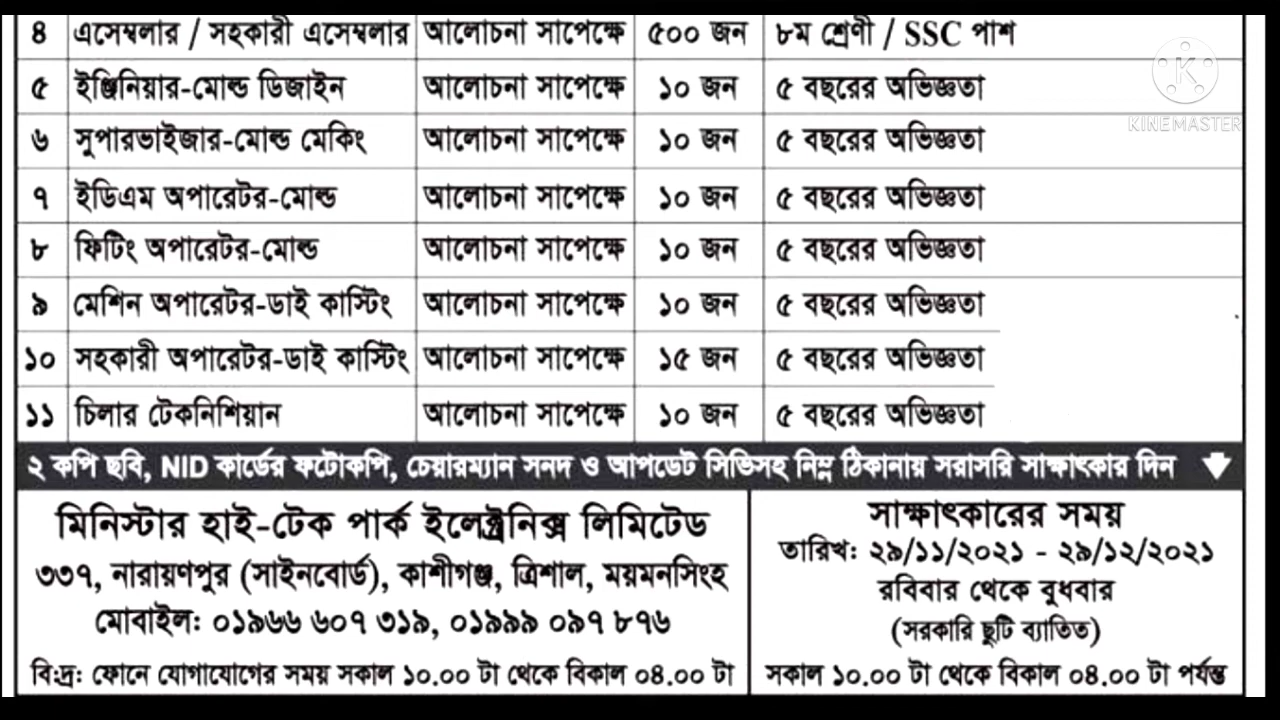 ৪ এসেম্বলার / সহকারী এসেম্বলার আলোচনা সাপেক্ষে ৫০০ জন ৮ম শ্রেণী / SSC পাশ
৫ ইঞ্জিনিয়ার-মোল্ড ডিজাইন আলোচনা সাপেক্ষে ১০ জন ৫ বছরের অভিজ্ঞতা
৬ সুপারভাইজার-মোল্ড মেকিং আলোচনা সাপেক্ষে ১০ জন ৫ বছরের অভিজ্ঞতা
৭ ইডিএম অপারেটর-মোল্ড আলোচনা সাপেক্ষে ১০ জন ৫ বছরের অভিজ্ঞতা
৮ ফিটিং অপারেটর-মোল্ড আলোচনা সাপেক্ষে ১০ জন ৫ বছরের অভিজ্ঞতা
৯ মেশিন অপারেটর-ডাই কাস্টিং আলোচনা সাপেক্ষে ১০ জন ৫ বছরের অভিজ্ঞতা
১০ সহকারী অপারেটর-ডাই কাস্টিং আলোচনা সাপেক্ষে ১৫ জন ৫ বছরের অভিজ্ঞতা
১১ চিলার টেকনিশিয়ান আলোচনা সাপেক্ষে ১০ জন ৫ বছরের অভিজ্ঞতা
KINEMASTER
২ কপি ছবি, NID কার্ডের ফটোকপি, চেয়ারম্যান সনদ ও আপডেট সিভিসহ নিম্ন ঠিকানায় সরাসরি সাক্ষাৎকার দিন
মিনিস্টার হাই-টেক পার্ক ইলেক্ট্রনিক্স লিমিটেড
৩৩৭, নারায়ণপুর (সাইনবোর্ড), কাশীগঞ্জ, ত্রিশাল, ময়মনসিংহ
মোবাইল: ০১৯৬৬ ৬০৭ ৩১৯, ০১৯৯৯ ০৯৭ ৮৭৬
বি:দ্র: ফোনে যোগাযোগের সময় সকাল ১০.০০ টা থেকে বিকাল ০৪.০০ টা
সাক্ষাৎকারের সময়
তারিখ: ২৯/১১/২০২১ - ২৯/১২/২০২১
রবিবার থেকে বুধবার
(সরকারি ছুটি ব্যাতিত)
সকাল ১০.০০ টা থেকে বিকাল ০৪.০০ টা পর্যন্ত